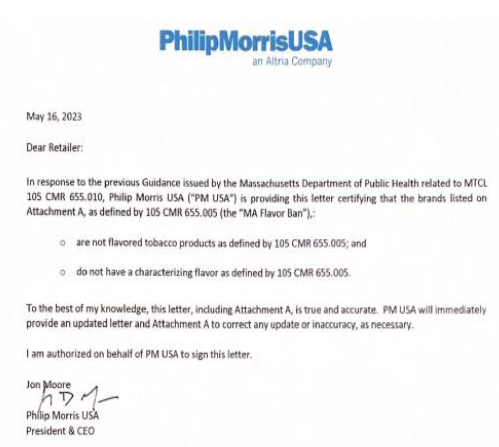 PhilipMorrisUSA
an Altria Company
May 16, 2023
Dear Retailer:
In response to the previous Guidance issued by the Massachusetts Department of Public Health related to MTCL
105 CMR 655.010, Philip Morris USA ("PM USA") is providing this letter certifying that the brands listed on
Attachment A, as defined by 105 CMR 655.005 (the "MA Flavor Ban"),:
o are not flavored tobacco products as defined by 105 CMR 655.005; and
o do not have a characterizing flavor as defined by 105 CMR 655.005.
To the best of my knowledge, this letter, including Attachment A, is true and accurate. PM USA will immediately
provide an updated letter and Attachment A to correct any update or inaccuracy, as necessary.
I am authorized on behalf of PM USA to sign this letter.
Jon Moore
Philip Morris USA
President & CEO